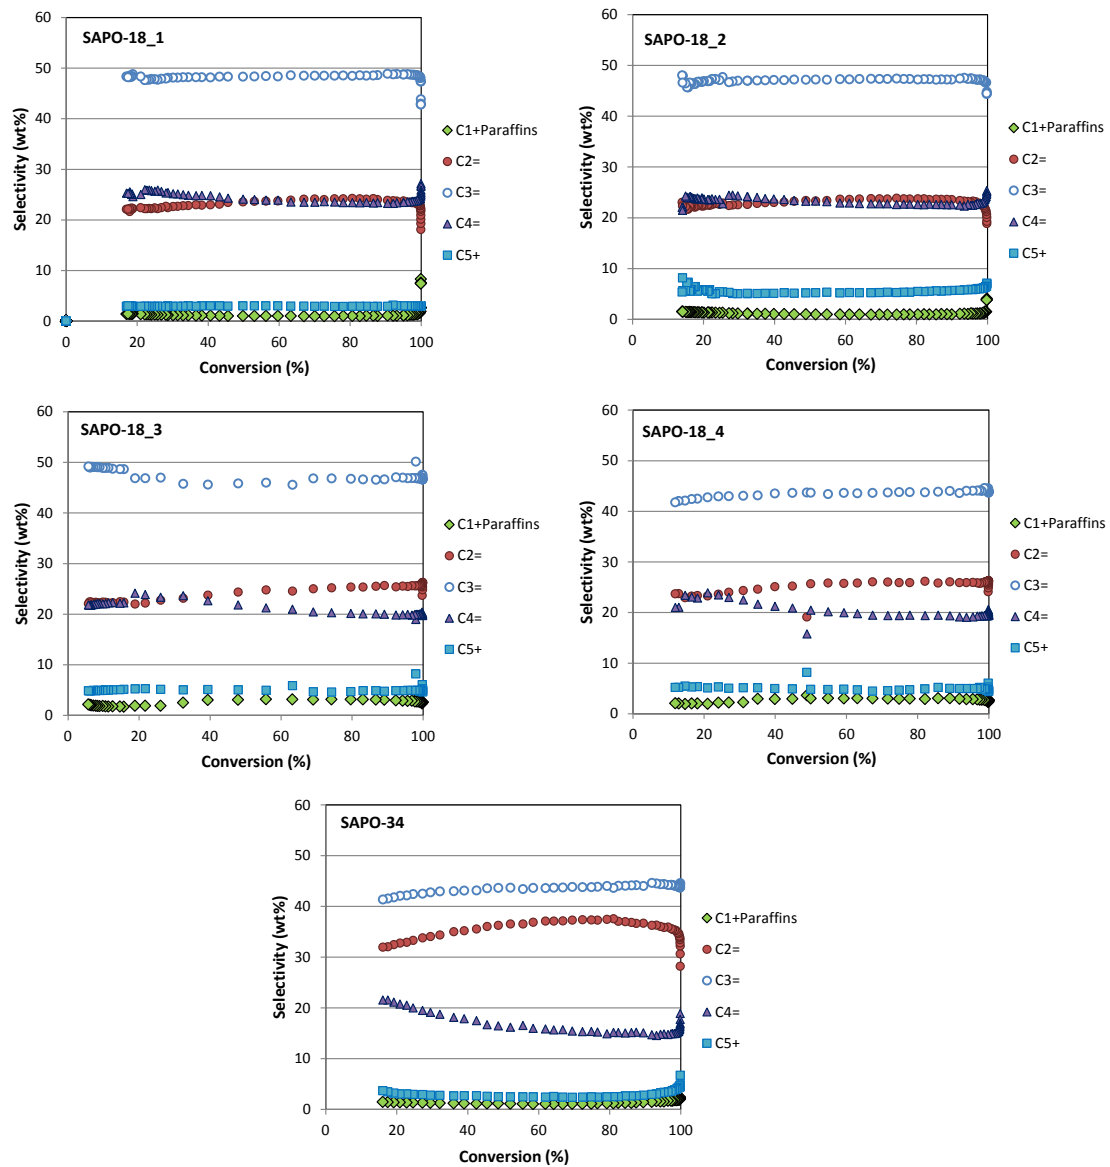 SAPO-18_1
Selectivity (wt%)
60
50
40
30
20
10
0
0 20 40 60 80 100
Conversion (%)
C1+Paraffins
C2=
C3=
C4=
C5+
SAPO-18_2
Selectivity (wt%)
60
50
40
30
20
10
0
0 20 40 60 80 100
Conversion (%)
C1+Paraffins
C2=
C3=
C4=
C5+
SAPO-18_3
Selectivity (wt%)
60
50
40
30
20
10
0
0 20 40 60 80 100
Conversion (%)
C1+Paraffins
C2=
C3=
C4=
C5+
SAPO-18_4
Selectivity (wt%)
60
50
40
30
20
10
0
0 20 40 60 80 100
Conversion (%)
C1+Paraffins
C2=
C3=
C4=
C5+
SAPO-34
Selectivity (wt%)
60
50
40
30
20
10
0
0 20 40 60 80 100
Conversion (%)
C1+Paraffins
C2=
C3=
C4=
C5+